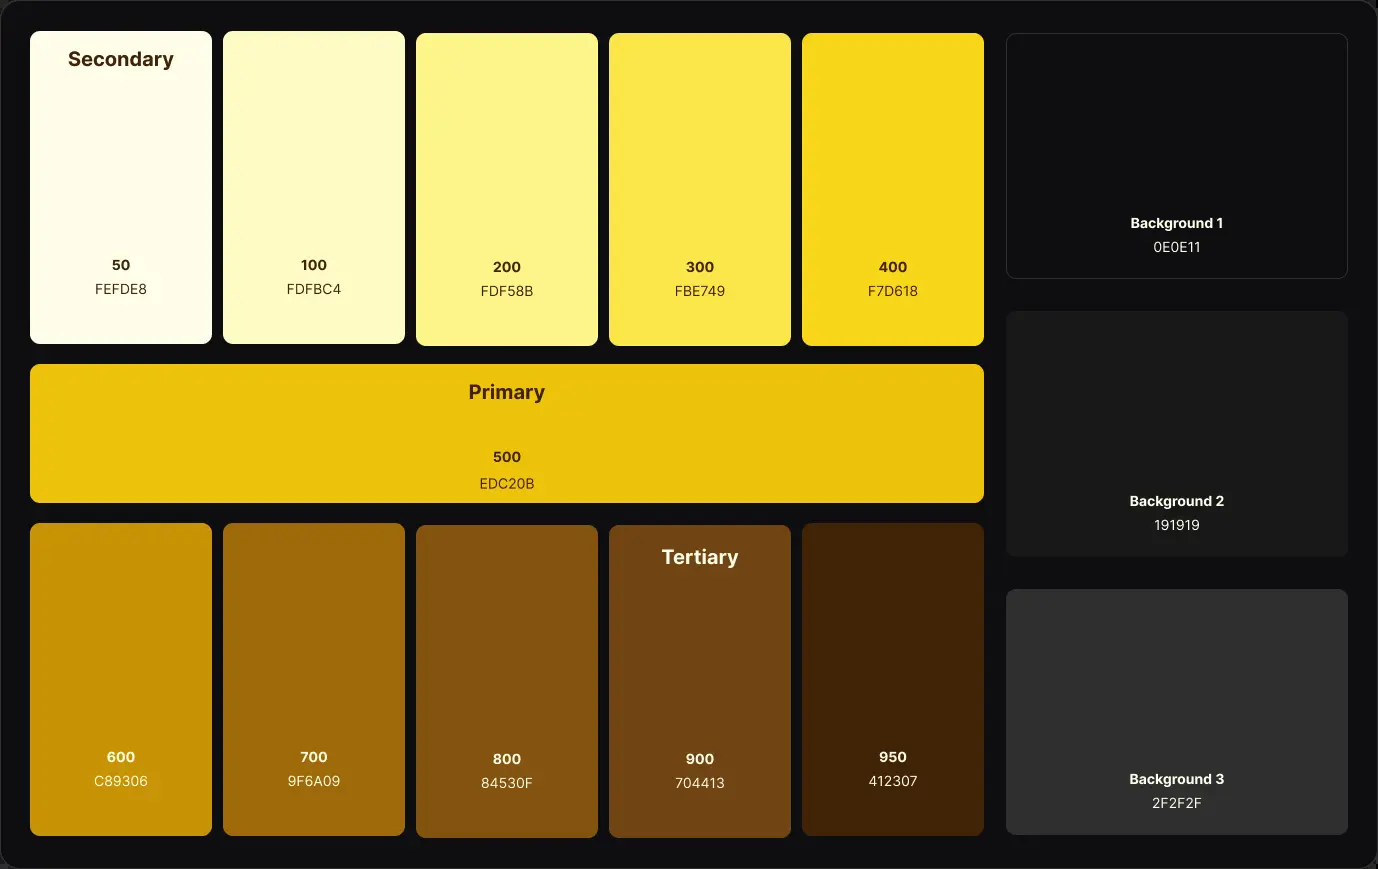 Secondary
50
FEFDE8
100
FDFBC4
200
FDF58B
300
FBE749
400
F7D618
Primary
500
EDC20B
600
C89306
700
9F6A09
800
84530F
Tertiary
900
704413
950
412307
Background 1
0E0E11
Background 2
191919
Background 3
2F2F2F